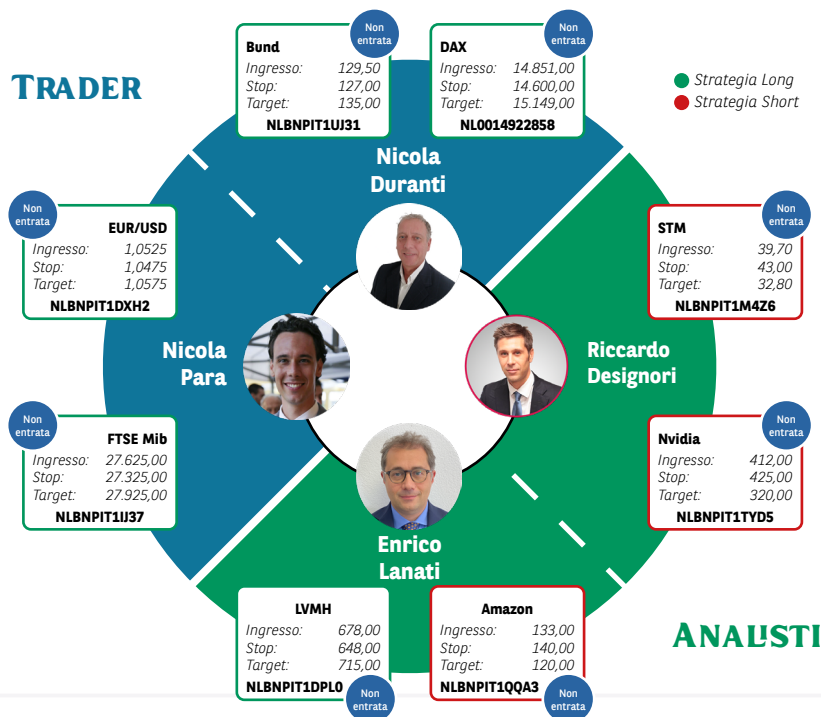 TRADER
Strategia Long
Strategia Short
Non
entrata
Bund
Ingresso: 129,50
Stop: 127,00
Target: 135,00
NLBNPIT1UJ31
Non
entrata
DAX
Ingresso: 14.851,00
Stop: 14.600,00
Target: 15.149,00
NL0014922858
Nicola
Duranti
Non
entrata
EUR/USD
Ingresso: 1,0525
Stop: 1,0475
Target: 1,0575
NLBNPIT1DXH2
Non
entrata
STM
Ingresso: 39,70
Stop: 43,00
Target: 32,80
NLBNPIT1M4Z6
Nicola
Para
Riccardo
Designori
Non
entrata
FTSE Mib
Ingresso: 27.625,00
Stop: 27.325,00
Target: 27.925,00
NLBNPIT1IJ37
Non
entrata
Nvidia
Ingresso: 412,00
Stop: 425,00
Target: 320,00
NLBNPIT1TYD5
Enrico
Lanati
LVMH
Ingresso: 678,00
Stop: 648,00
Target: 715,00
NLBNPIT1DPL0
Non
entrata
Amazon
Ingresso: 133,00
Stop: 140,00
Target: 120,00
NLBNPIT1QQA3
Non
entrata
ANALISTI